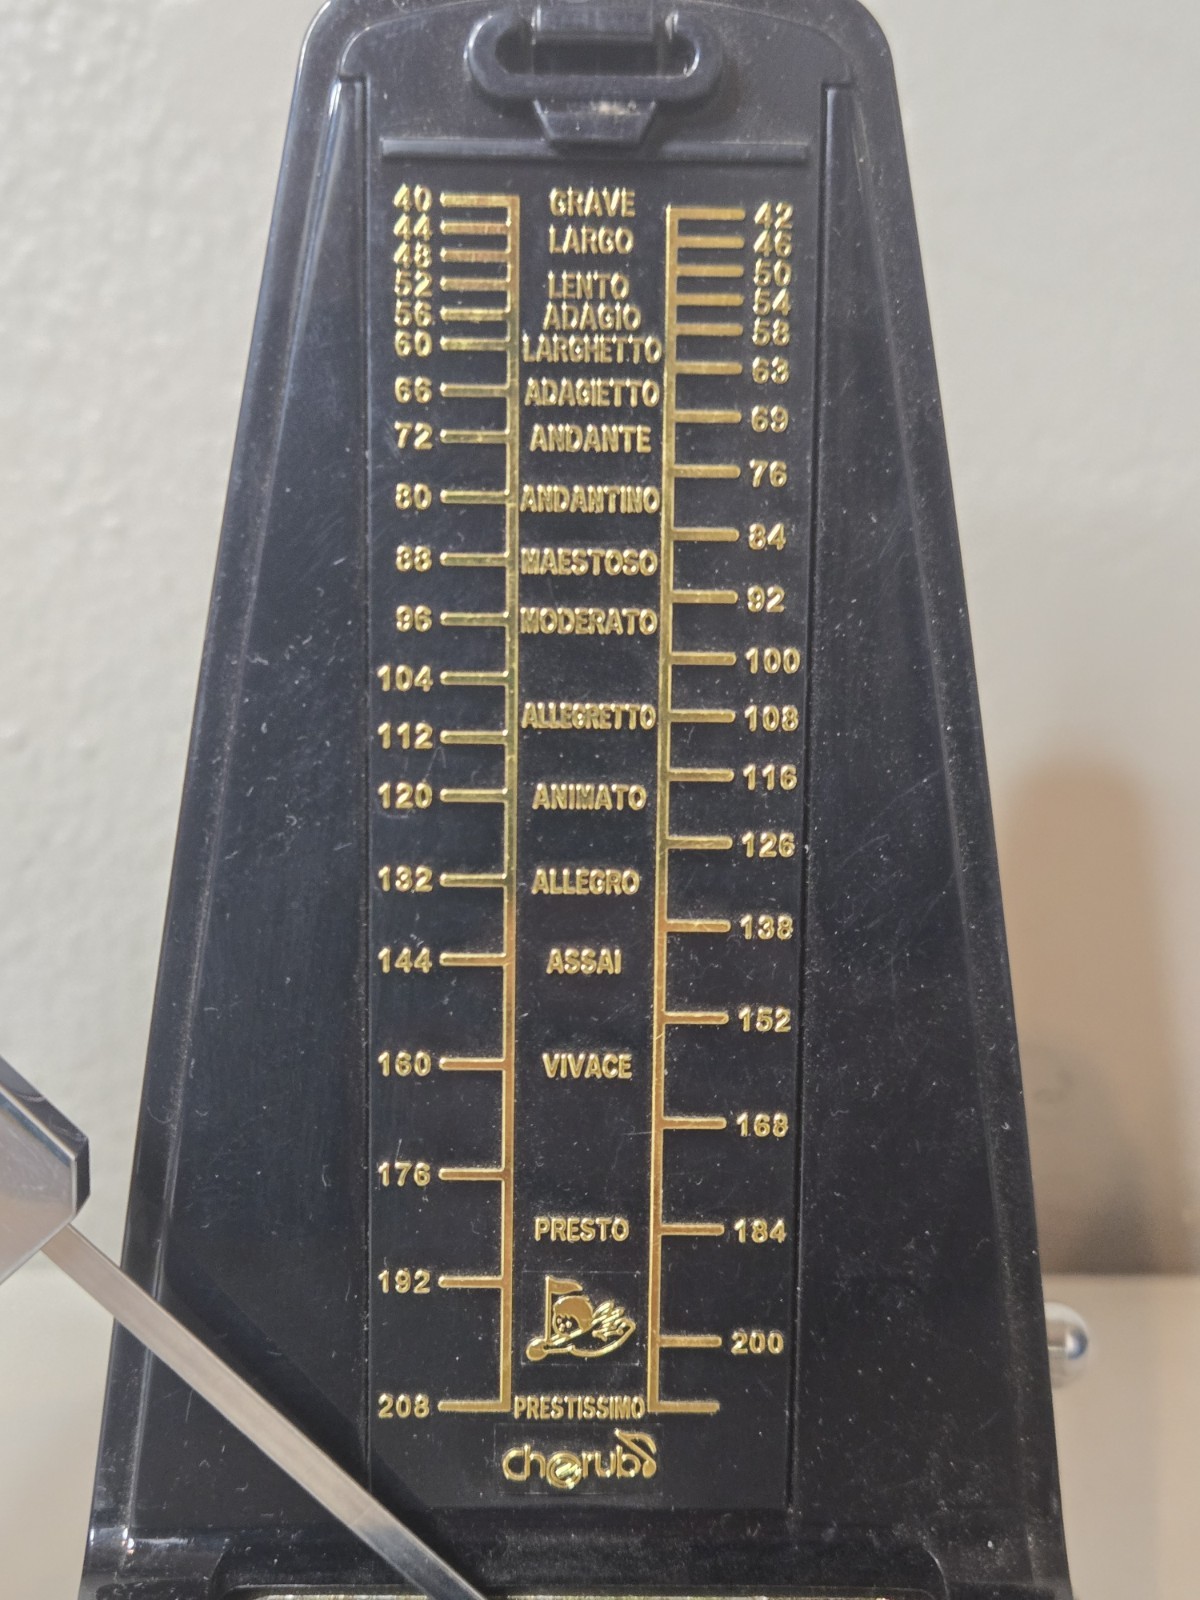 40 GRAVE 42
44 LARGO 46
48 50
52 LENTO 54
56 ADAGIO 58
60 LARGHETTO 63
66 ADAGIETTO 69
72 ANDANTE 76
80 ANDANTINO 84
88 MAESTOSO 92
96 MODERATO 100
104 ALLEGRETTO 108
112 116
120 ANIMATO 126
132 ALLEGRO 138
144 ASSAI 152
160 VIVACE 168
176 PRESTO 184
192 200
208 PRESTISSIMO
cherub